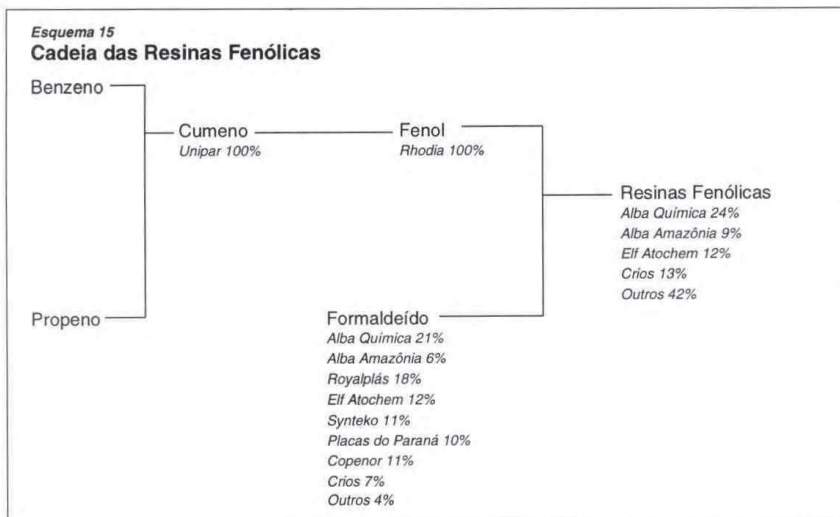 Esquema 15
Cadeia das Resinas Fenólicas
Benzeno
Cumeno
Unipar 100%
Fenol
Rhodia 100%
Resinas Fenólicas
Alba Química 24%
Alba Amazônia 9%
Elf Atochem 12%
Crios 13%
Outros 42%
Propeno
Formaldeído
Alba Química 21%
Alba Amazônia 6%
Royalplás 18%
Elf Atochem 12%
Synteko 11%
Placas do Paraná 10%
Copenor 11%
Crios 7%
Outros 4%